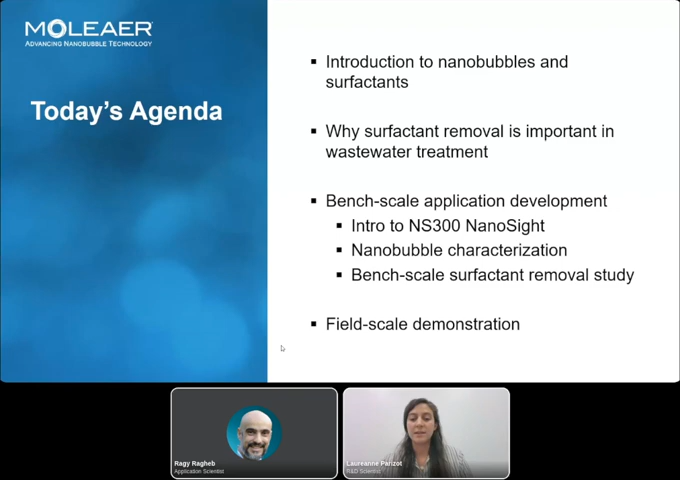 MOLEAER
ADVANCING NANOBUBBLE TECHNOLOGY
Today's Agenda
▪ Introduction to nanobubbles and
surfactants
▪ Why surfactant removal is important in
wastewater treatment
▪ Bench-scale application development
▪ Intro to NS300 NanoSight
▪ Nanobubble characterization
▪ Bench-scale surfactant removal study
▪ Field-scale demonstration
Ragy Ragheb
Application Scientist
Laureanne Parizot
R&D Scientist